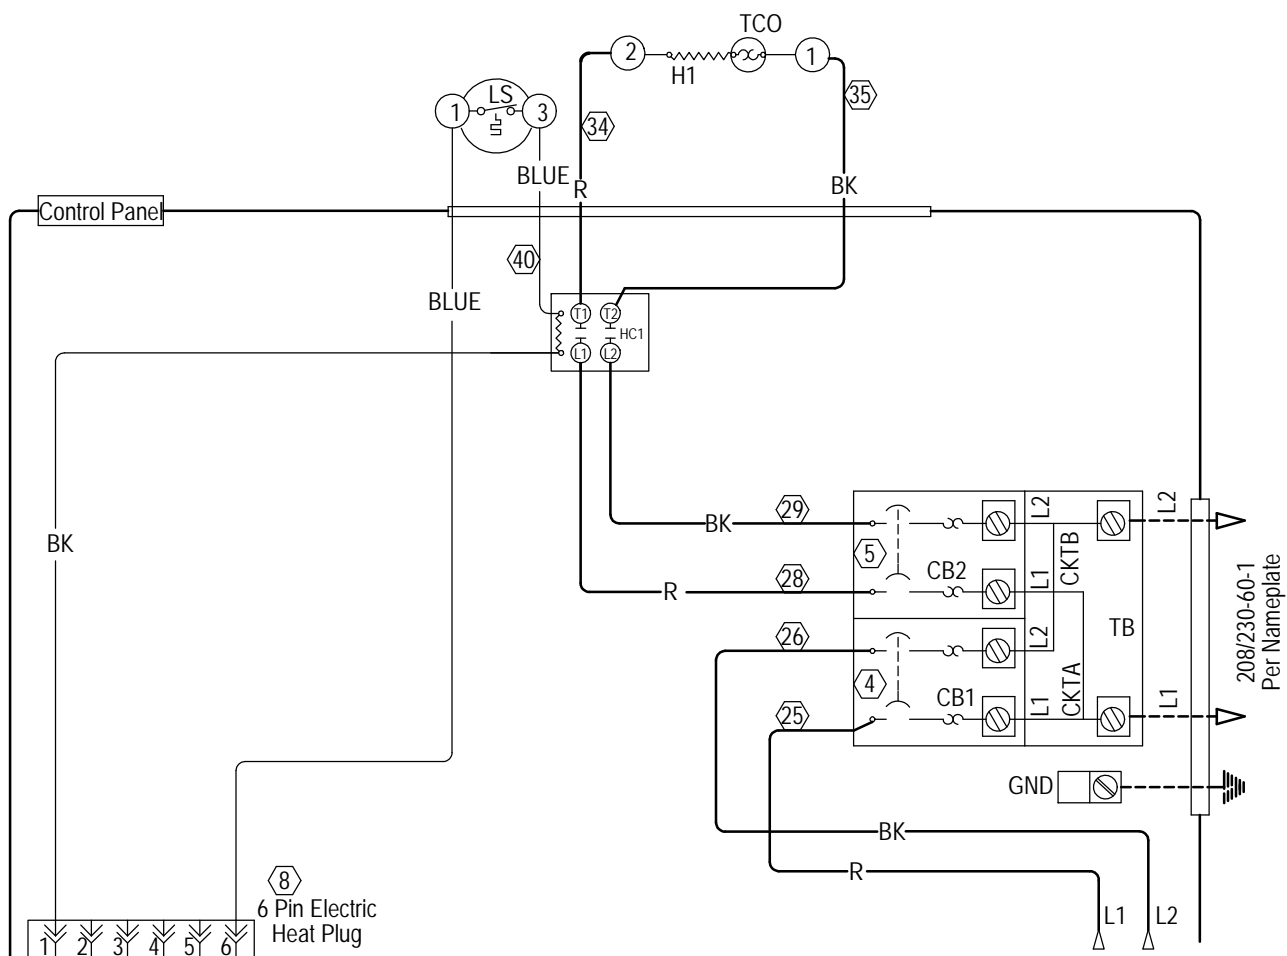 TCO
2
1
H1
35
LS
1
3
34
BLUE
R
BK
Control Panel
40
BLUE
T1
T2
HC1
L1
L2
BK
29
BK
5
28
R
CB2
L2
L1
CKTB
L2
26
4
25
CB1
L2
L1
CKTA
TB
L1
208/230-60-1
Per Nameplate
GND
BK
R
8
6 Pin Electric
Heat Plug
L1
L2
1
2
3
4
5
6